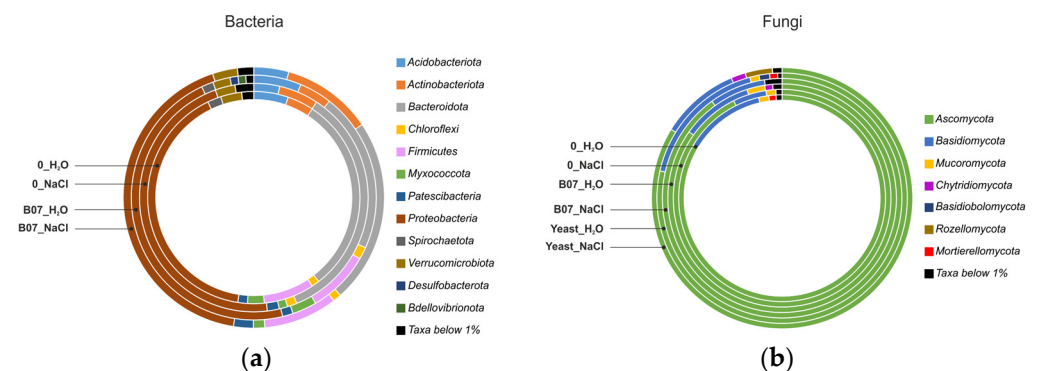 Bacteria
Acidobacteriota
Actinobacteriota
Bacteroidota
Chloroflexi
Firmicutes
Myxococcota
Patescibacteria
Proteobacteria
Spirochaetota
Verrucomicrobiota
Desulfobacterota
Bdellovibrionota
Taxa below 1%
0_H₂O
0_NaCl
B07_H₂O
B07_NaCl
(a)
Fungi
Ascomycota
Basidiomycota
Mucoromycota
Chytridiomycota
Basidiobolomycota
Rozellomycota
Mortierellomycota
Taxa below 1%
0_H₂O
0_NaCl
B07_H₂O
B07_NaCl
Yeast_H₂O
Yeast_NaCl
(b)